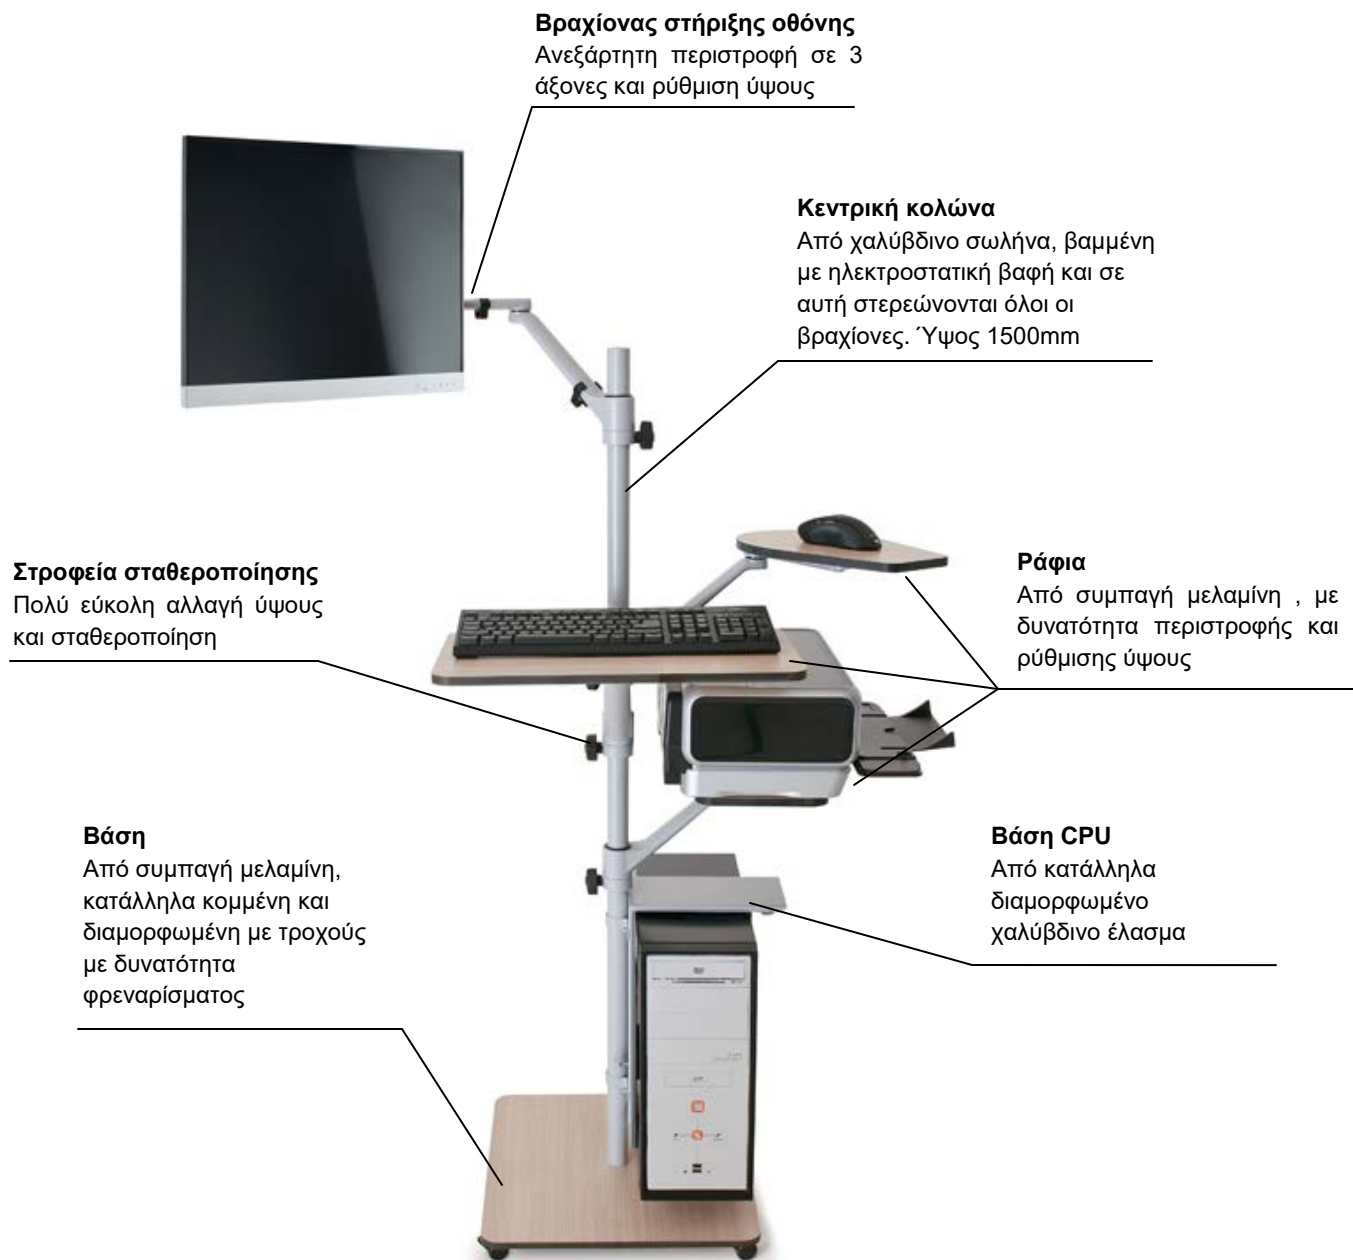 Βραχίονας στήριξης οθόνης
Ανεξάρτητη περιστροφή σε 3
άξονες και ρύθμιση ύψους
Κεντρική κολώνα
Από χαλύβδινο σωλήνα, βαμμένη
με ηλεκτροστατική βαφή και σε
αυτή στερεώνονται όλοι οι
βραχίονες. Ύψος 1500mm
Στροφεία σταθεροποίησης
Πολύ εύκολη αλλαγή ύψους
και σταθεροποίηση
Ράφια
Από συμπαγή μελαμίνη , με
δυνατότητα περιστροφής και
ρύθμισης ύψους
Βάση
Από συμπαγή μελαμίνη,
κατάλληλα κομμένη και
διαμορφωμένη με τροχούς
με δυνατότητα
φρεναρίσματος
Βάση CPU
Από κατάλληλα
διαμορφωμένο
χαλύβδινο έλασμα